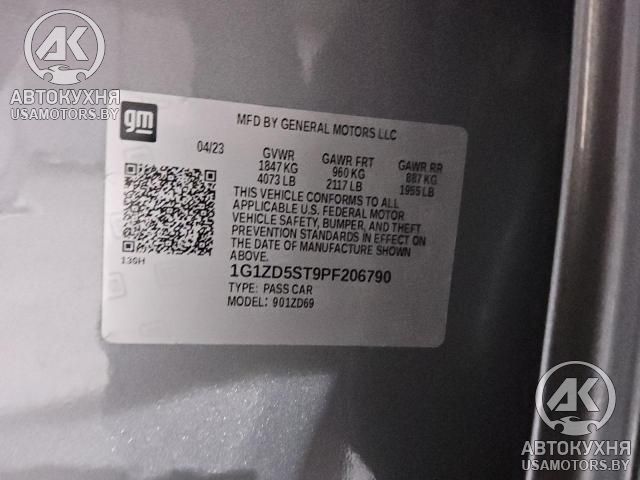 AK
АВТОКУХНЯ
USAMOTORS.BY
gm
MFD BY GENERAL MOTORS LLC
04/23 GVWR GAWR FRT GAWR RR
1847 KG 960 KG 887 KG
4073 LB 2117 LB 1955 LB
THIS VEHICLE CONFORMS TO ALL
APPLICABLE U.S. FEDERAL MOTOR
VEHICLE SAFETY, BUMPER, AND THEFT
PREVENTION STANDARDS IN EFFECT ON
THE DATE OF MANUFACTURE SHOWN
ABOVE.
139H
1G1ZD5ST9PF206790
TYPE: PASS CAR
MODEL: 901ZD69
AK
АВТОКУХНЯ
USAMOTORS.BY